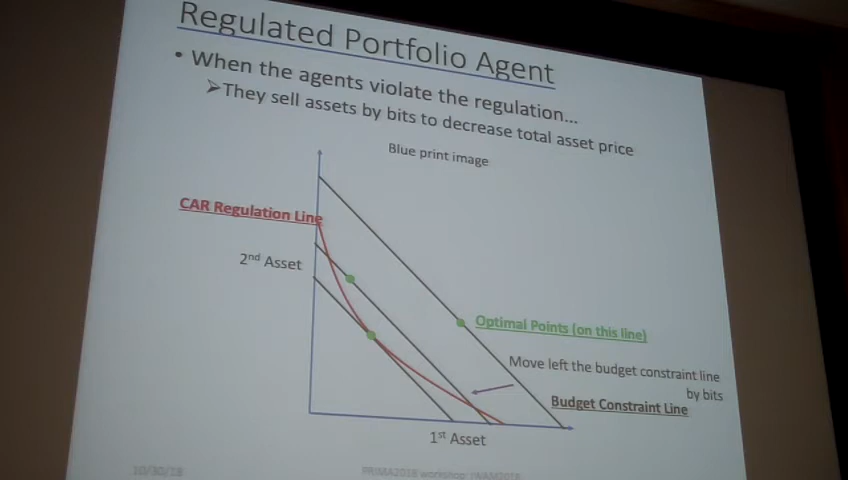 Regulated Portfolio Agent
• When the agents violate the regulation...
➢They sell assets by bits to decrease total asset price
Blue print image
CAR Regulation Line
2nd Asset
Optimal Points (on this line)
Move left the budget constraint line
by bits
Budget Constraint Line
1st Asset
10/30/18
PRIMA2018 workshop: IWAM2018